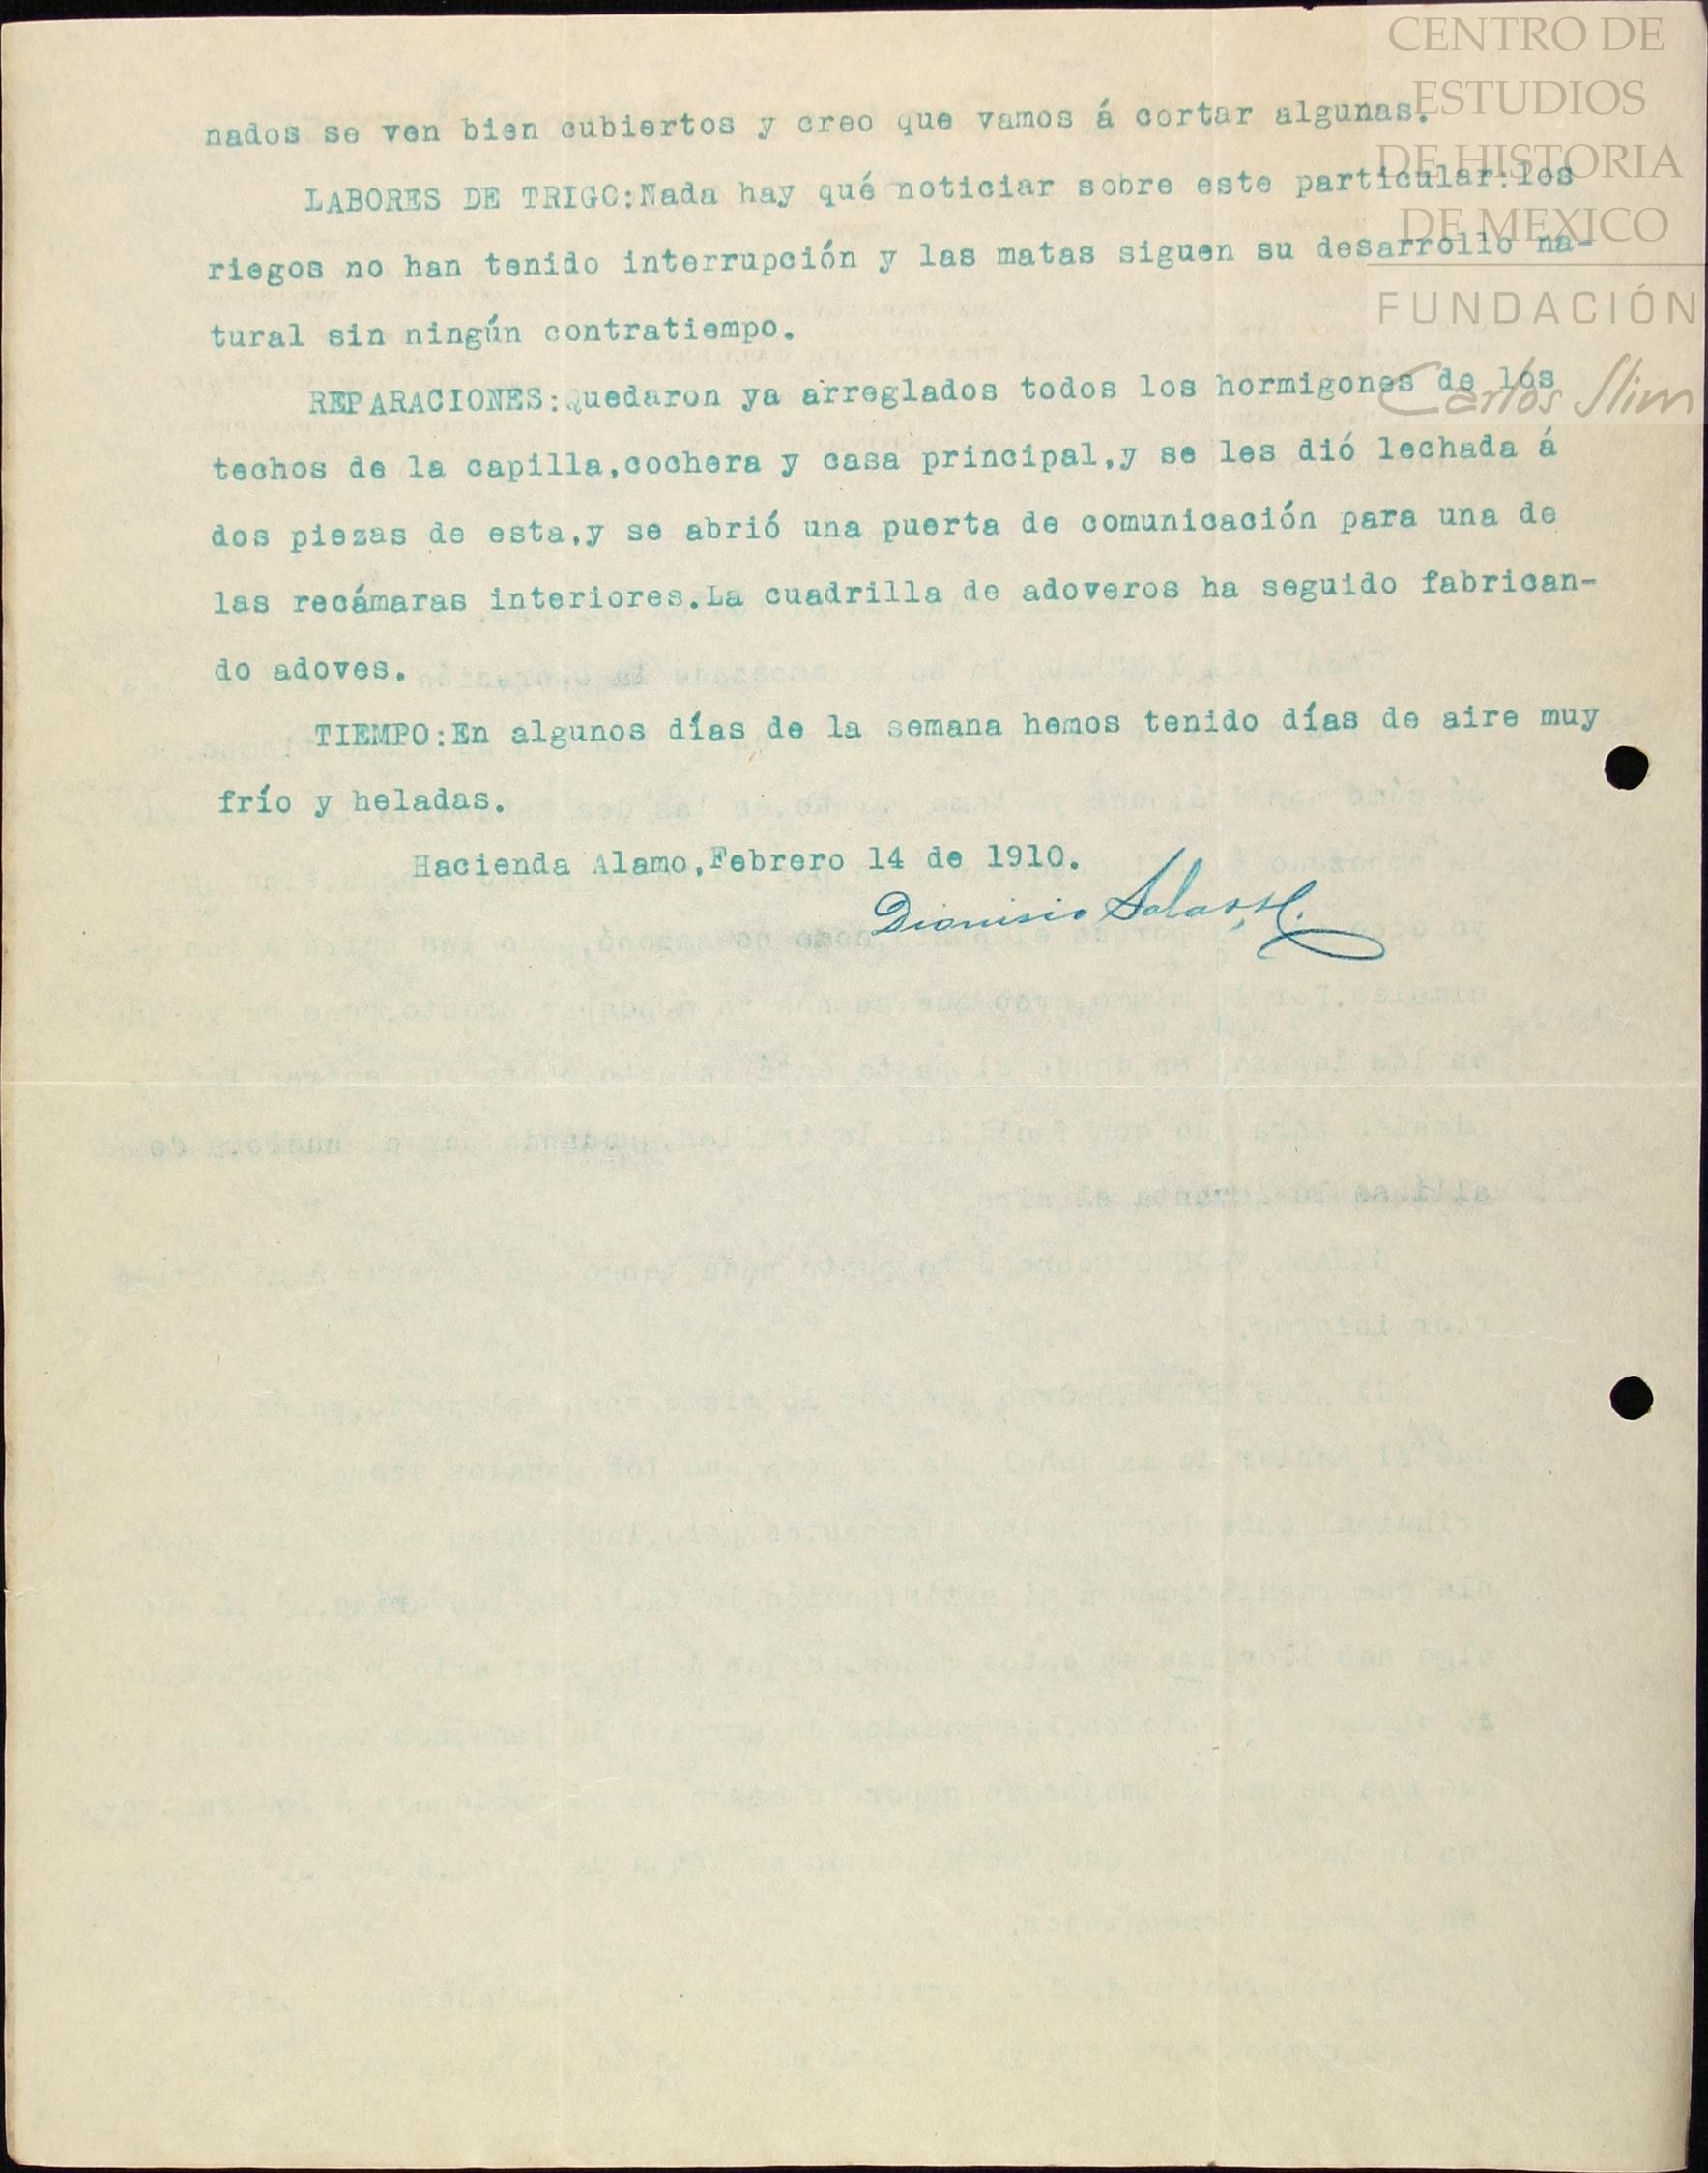 CENTRO DE
ESTUDIOS
DE HISTORIA
DE MEXICO
FUNDACIÓN
Carlos Slim
nados se ven bien cubiertos y creo que vamos á cortar algunas.
LABORES DE TRIGO:Nada hay qué noticiar sobre este particular:los
riegos no han tenido interrupción y las matas siguen su desarrollo na-
tural sin ningún contratiempo.
REPARACIONES:Quedaron ya arreglados todos los hormigones de los
techos de la capilla,cochera y casa principal,y se les dió lechada á
dos piezas de esta,y se abrió una puerta de comunicación para una de
las recámaras interiores.La cuadrilla de adoveros ha seguido fabrican-
do adoves.
TIEMPO:En algunos días de la semana hemos tenido días de aire muy
frío y heladas.
Hacienda Alamo,Febrero 14 de 1910.
Dionisio Salas,